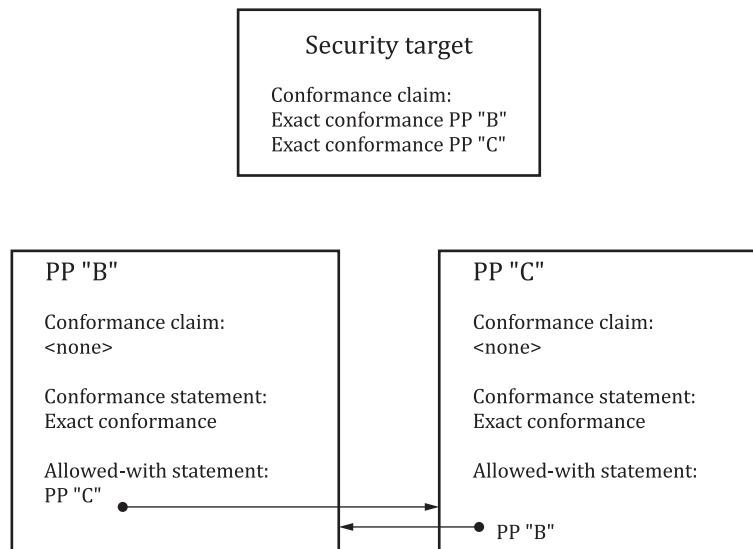 Security target
Conformance claim:
Exact conformance PP "B"
Exact conformance PP "C"
PP "B"
Conformance claim:
<none>
Conformance statement:
Exact conformance
Allowed-with statement:
PP "C"
PP "C"
Conformance claim:
<none>
Conformance statement:
Exact conformance
Allowed-with statement:
PP "B"